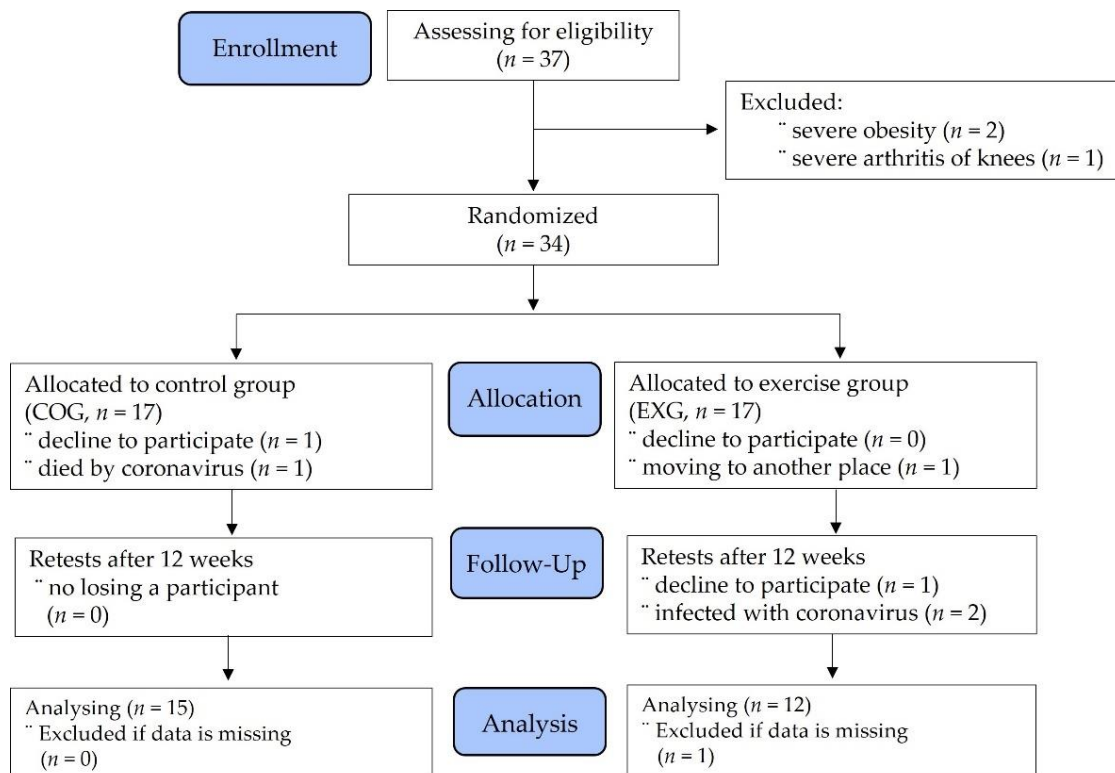 Enrollment
Assessing for eligibility
(n = 37)
Excluded:
¨ severe obesity (n = 2)
¨ severe arthritis of knees (n = 1)
Randomized
(n = 34)
Allocated to control group
(COG, n = 17)
¨ decline to participate (n = 1)
¨ died by coronavirus (n = 1)
Allocation
Allocated to exercise group
(EXG, n = 17)
¨ decline to participate (n = 0)
¨ moving to another place (n = 1)
Retests after 12 weeks
¨ no losing a participant
(n = 0)
Follow-Up
Retests after 12 weeks
¨ decline to participate (n = 1)
¨ infected with coronavirus (n = 2)
Analysing (n = 15)
¨ Excluded if data is missing
(n = 0)
Analysis
Analysing (n = 12)
¨ Excluded if data is missing
(n = 1)